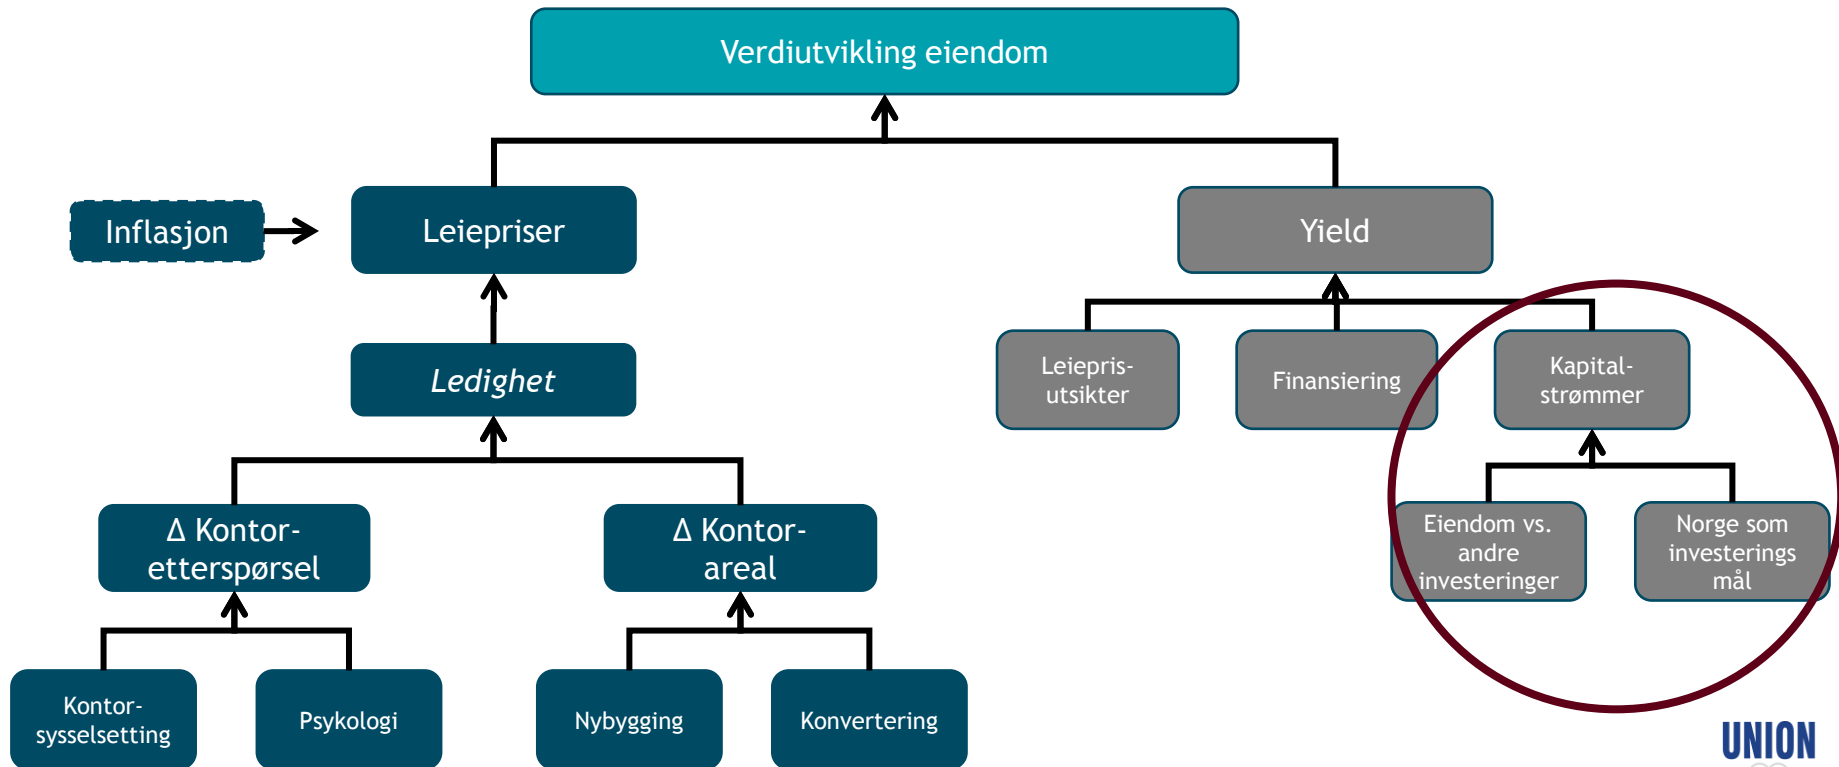 Verdiutvikling eiendom
Inflasjon
Leiepriser
Yield
Ledighet
Leiepris-
utsikter
Finansiering
Kapital-
strømmer
Δ Kontor-
etterspørsel
Δ Kontor-
areal
Eiendom vs.
andre
investeringer
Norge som
investerings
mål
Kontor-
sysselsetting
Psykologi
Nybygging
Konvertering
UNION